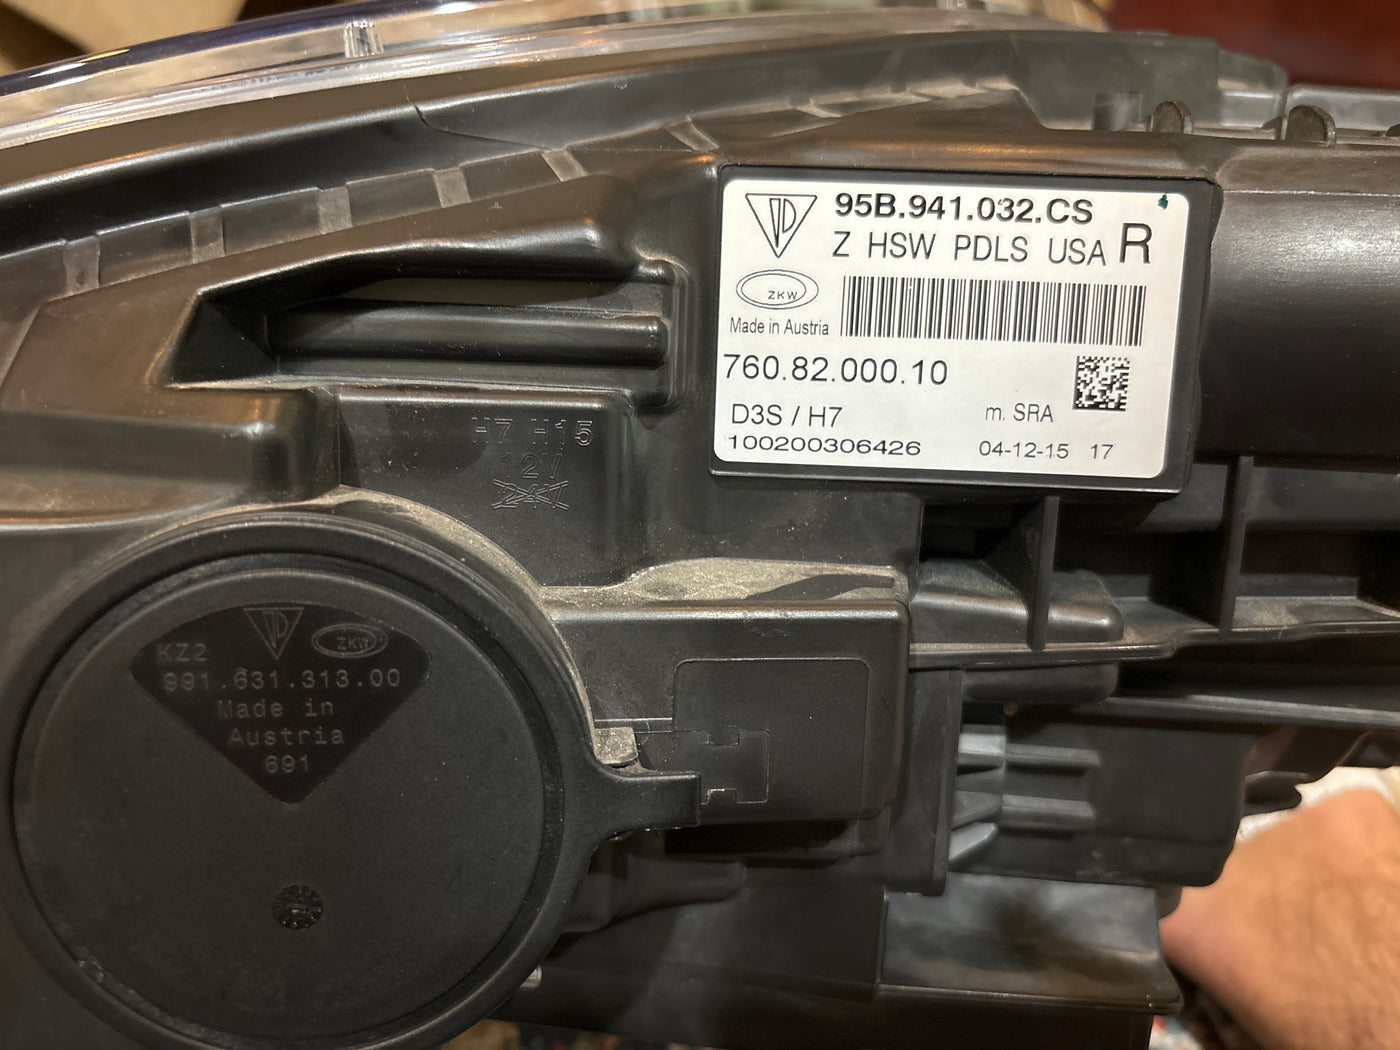 95B.941.032.CS
Z HSW PDLS USA R
ZKW
Made in Austria
760.82.000.10
D3S / H7
m. SRA
100200306426
04-12-15 17
H7 H15
12V
24V
ZKW
KZ2
991.631.313.00
Made in
Austria
691